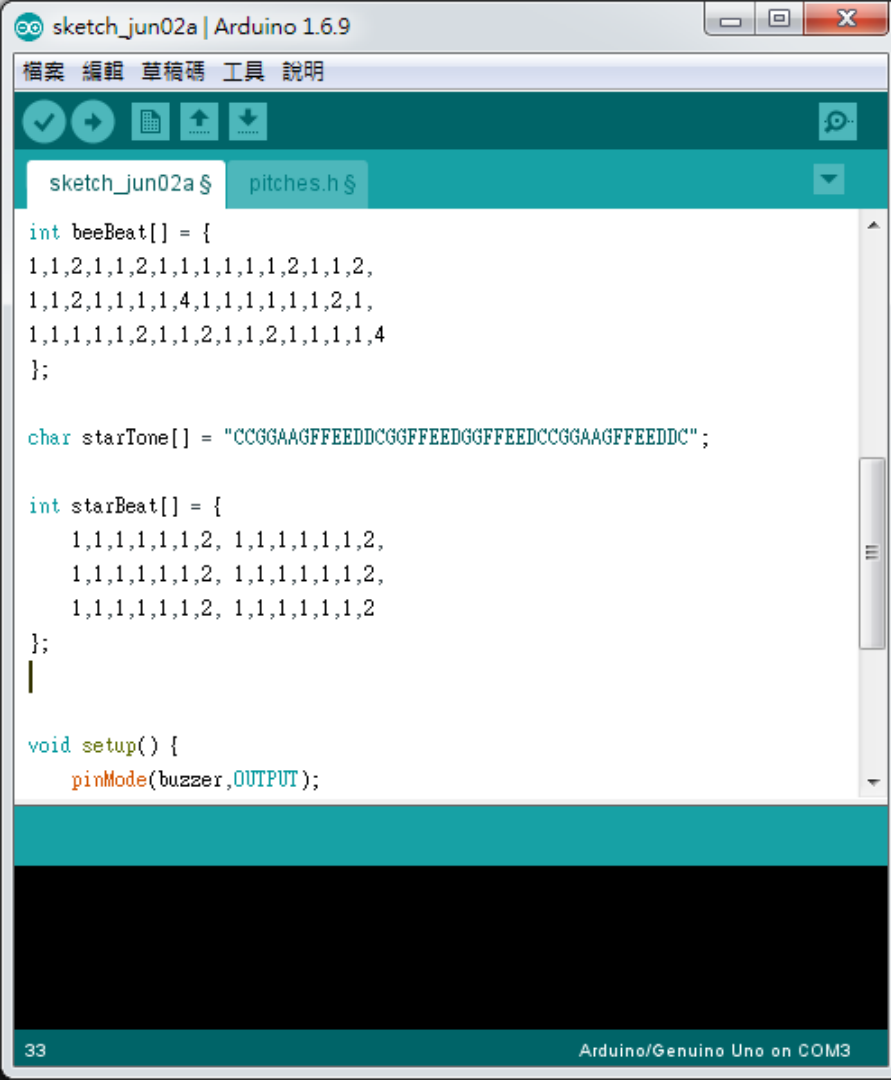 sketch_jun02a | Arduino 1.6.9
檔案 編輯 草稿碼 工具 說明
sketch_jun02a § pitches.h §
int beeBeat[] = {
1,1,2,1,1,2,1,1,1,1,1,1,2,1,1,2,
1,1,2,1,1,1,1,4,1,1,1,1,1,1,2,1,
1,1,1,1,1,2,1,1,2,1,1,2,1,1,1,1,4
};
char starTone[] = "CCGGAAGFFEEDDCGGFFEEDGGFFEEDCCGGAAGFFEEDDC";
int starBeat[] = {
1,1,1,1,1,1,2, 1,1,1,1,1,1,2,
1,1,1,1,1,1,2, 1,1,1,1,1,1,2,
1,1,1,1,1,1,2, 1,1,1,1,1,1,2
};
void setup() {
pinMode(buzzer,OUTPUT);
33 Arduino/Genuino Uno on COM3